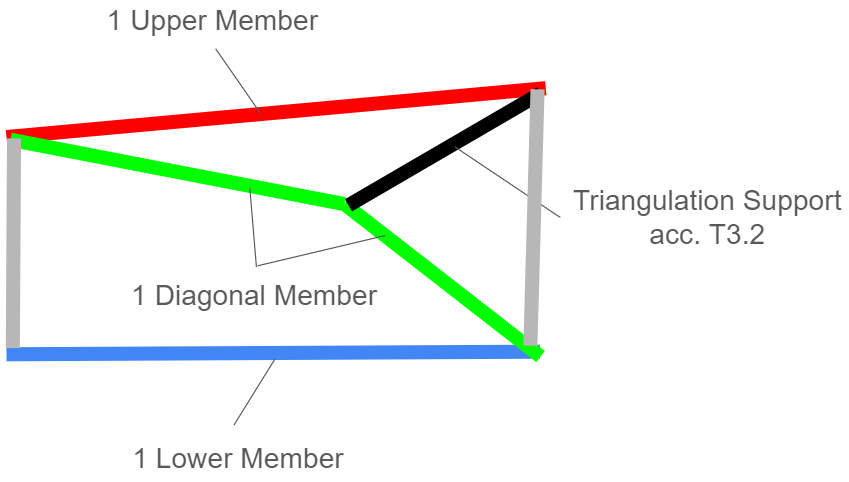 1 Upper Member
Triangulation Support
acc. T3.2
1 Diagonal Member
1 Lower Member